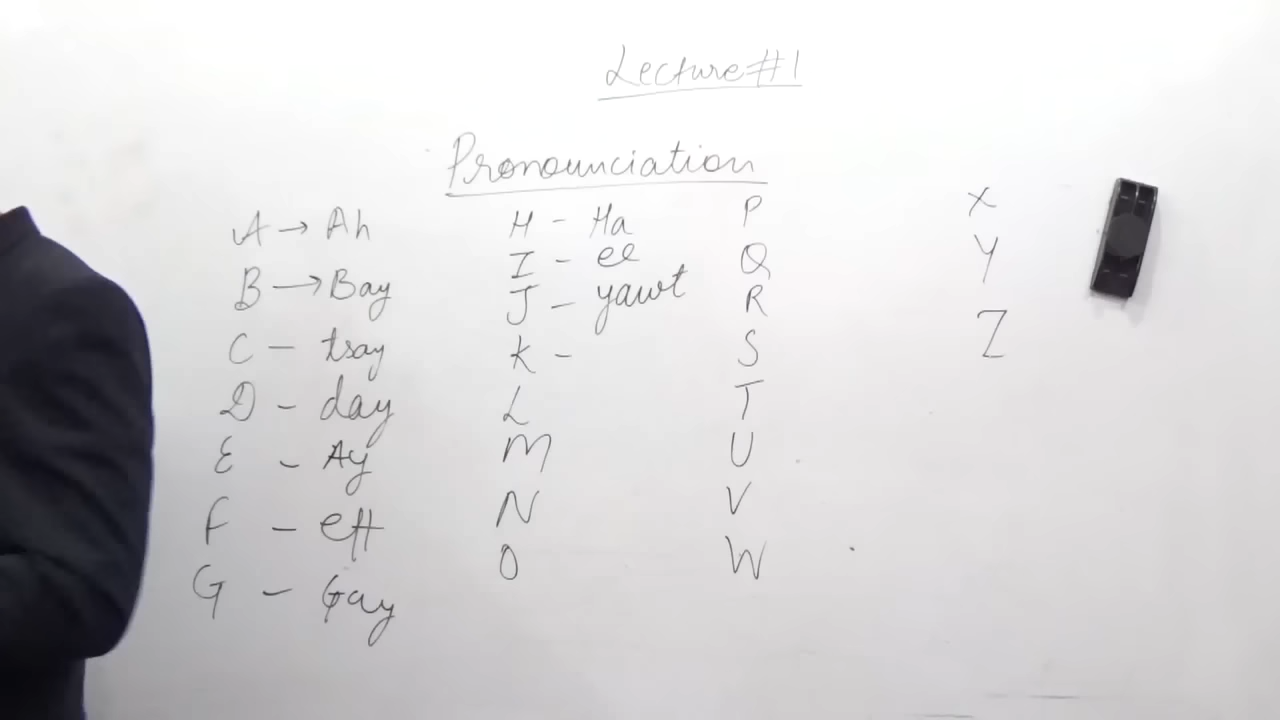 Lecture #1
Pronounciation
A → Ah
B → Bay
C – tsay
D – day
E – Ay
F – eff
G – Gay
H – Ha
I – ee
J – yawt
K –
L
M
N
O
P
Q
R
S
T
U
V
W
X
Y
Z